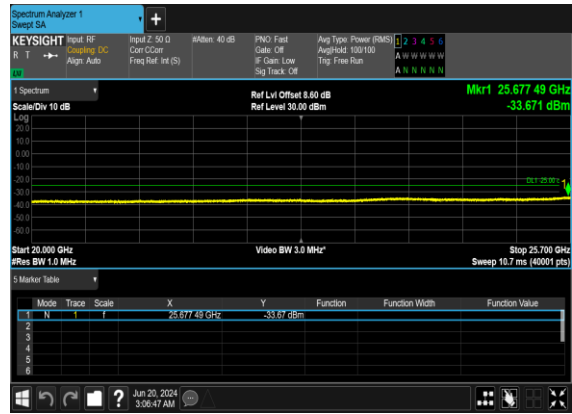 Spectrum Analyzer 1
Swept SA
+
KEYSIGHT Input: RF Input Z: 50 Ω #Atten: 40 dB PNO: Fast Avg Type: Power (RMS) 1 2 3 4 5 6
R T Coupling: DC Corr CCorr Gate: Off Avg|Hold: 100/100 A W W W W W
Align: Auto Freq Ref: Int (S) IF Gain: Low Trig: Free Run A N N N N N
Sig Track: Off
1 Spectrum Ref Lvl Offset 8.60 dB Mkr1 25.677 49 GHz
Scale/Div 10 dB Ref Level 30.00 dBm -33.671 dBm
Log
20.0
10.0
0.00
-10.0
-20.0
-30.0
-40.0
-50.0
-60.0
1
Start 20.000 GHz Video BW 3.0 MHz* Stop 25.700 GHz
#Res BW 1.0 MHz Sweep 10.7 ms (40001 pts)
5 Marker Table
Mode Trace Scale X Y Function Function Width Function Value
1 N 1 f 25.677 49 GHz -33.67 dBm
2
3
4
5
6
? Jun 20, 2024
3:06:47 AM